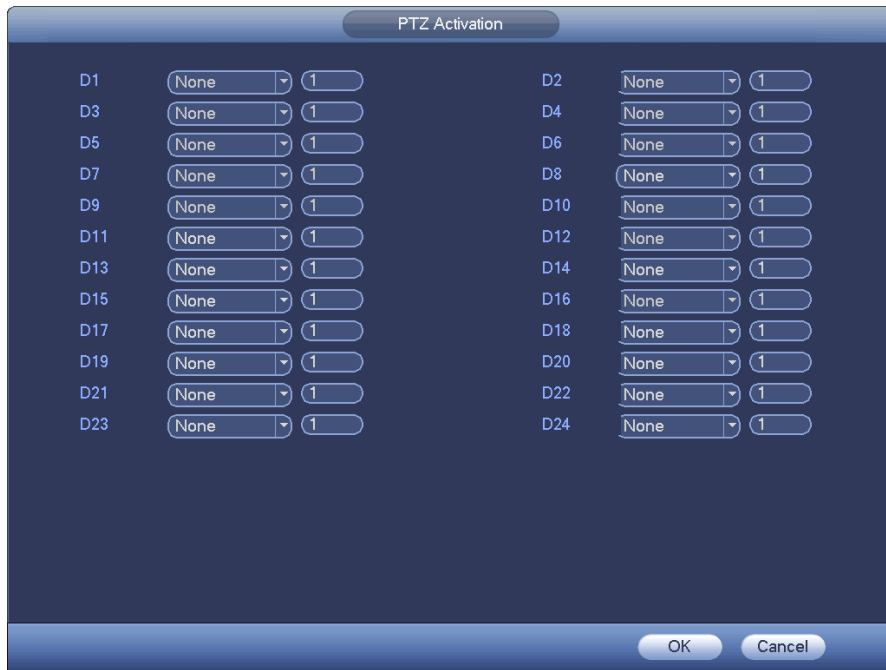 PTZ Activation
D1 None 1 D2 None 1
D3 None 1 D4 None 1
D5 None 1 D6 None 1
D7 None 1 D8 None 1
D9 None 1 D10 None 1
D11 None 1 D12 None 1
D13 None 1 D14 None 1
D15 None 1 D16 None 1
D17 None 1 D18 None 1
D19 None 1 D20 None 1
D21 None 1 D22 None 1
D23 None 1 D24 None 1
OK Cancel